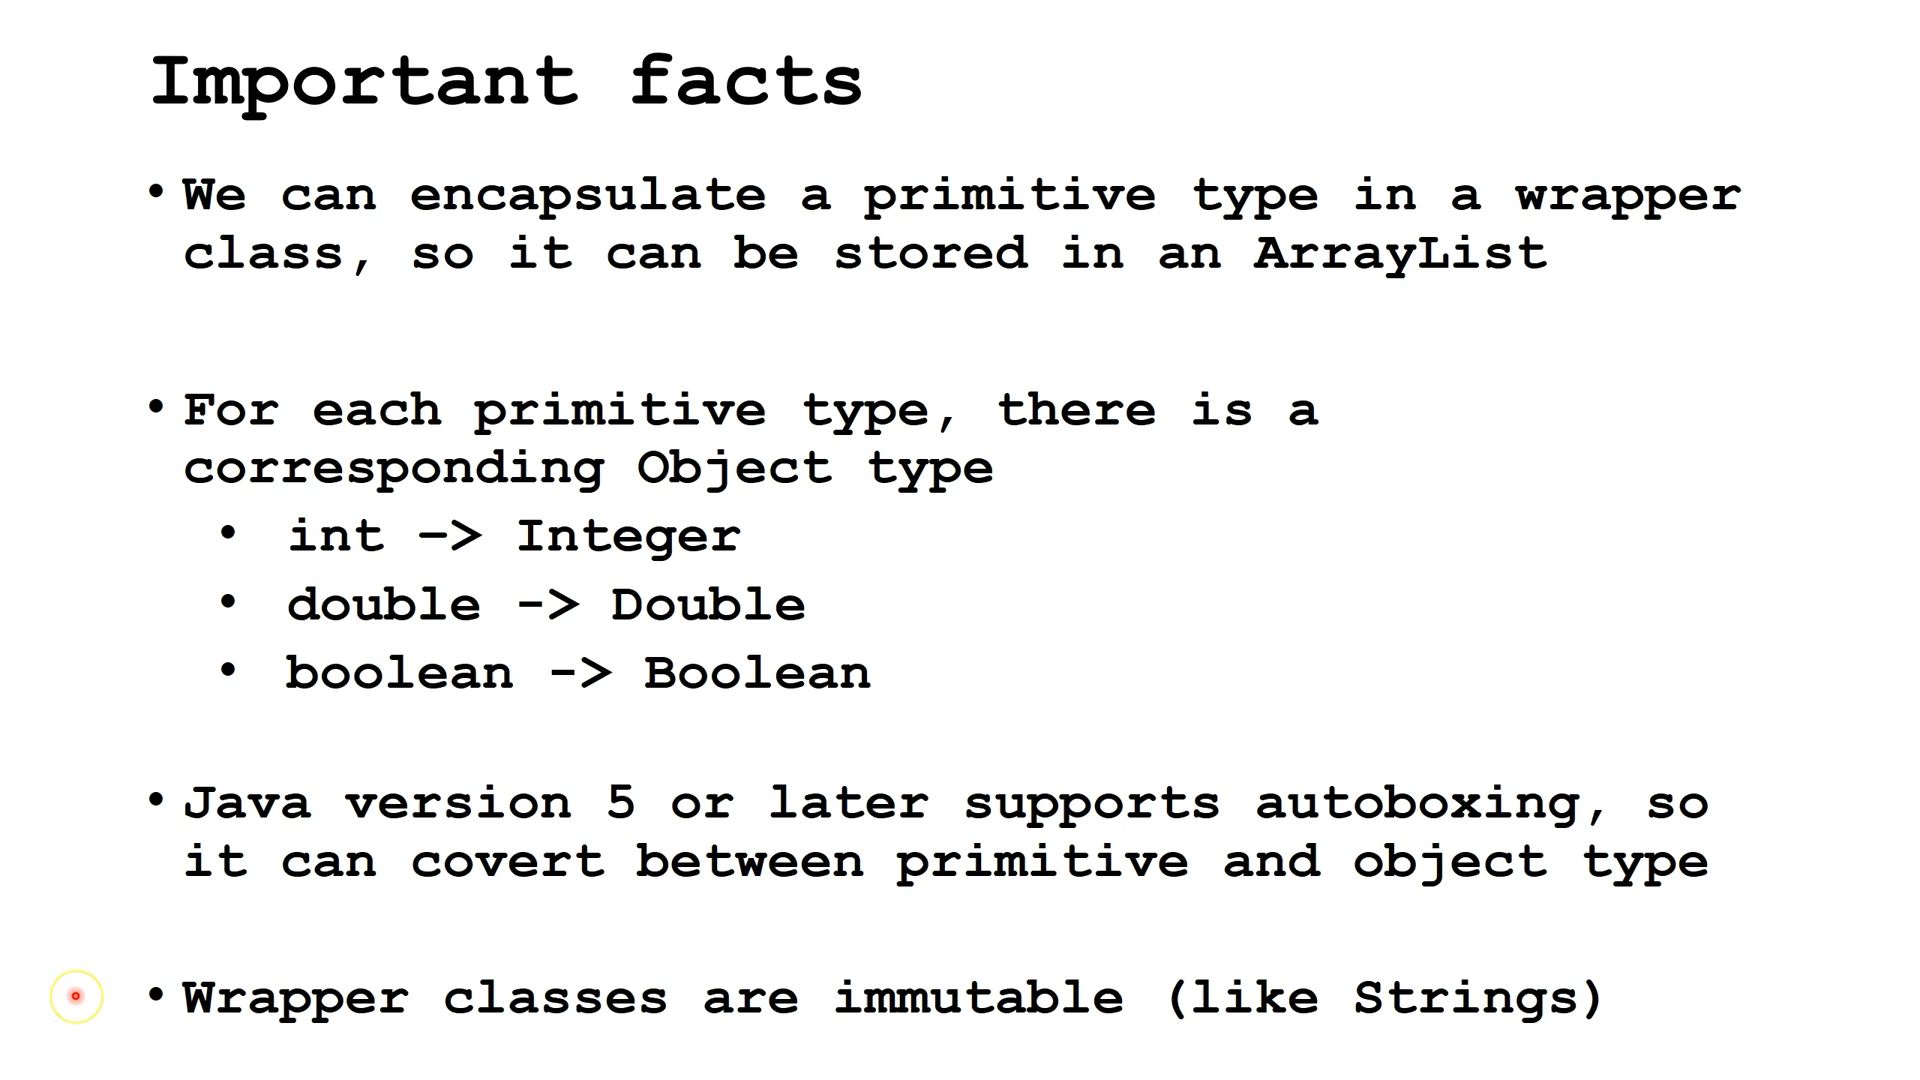 Important facts
• We can encapsulate a primitive type in a wrapper
class, so it can be stored in an ArrayList
• For each primitive type, there is a
corresponding Object type
• int –> Integer
• double -> Double
• boolean -> Boolean
• Java version 5 or later supports autoboxing, so
it can covert between primitive and object type
• Wrapper classes are immutable (like Strings)